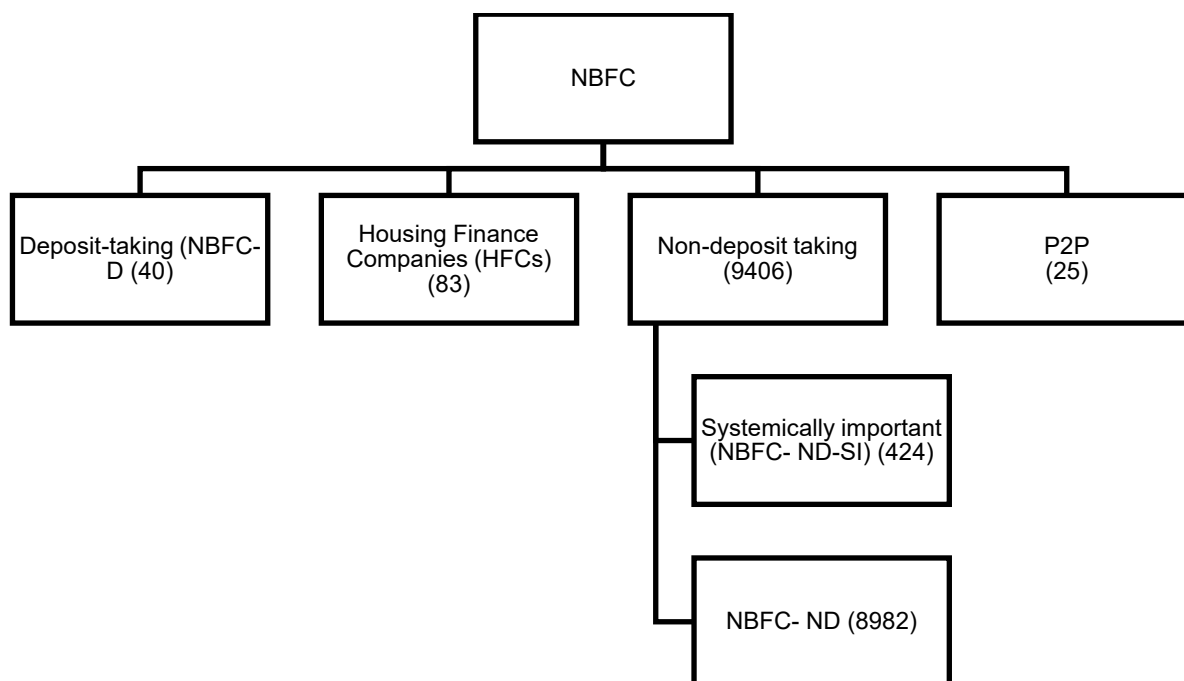 NBFC
Deposit-taking (NBFC-
D (40)
Housing Finance
Companies (HFCs)
(83)
Non-deposit taking
(9406)
P2P
(25)
Systemically important
(NBFC- ND-SI) (424)
NBFC- ND (8982)